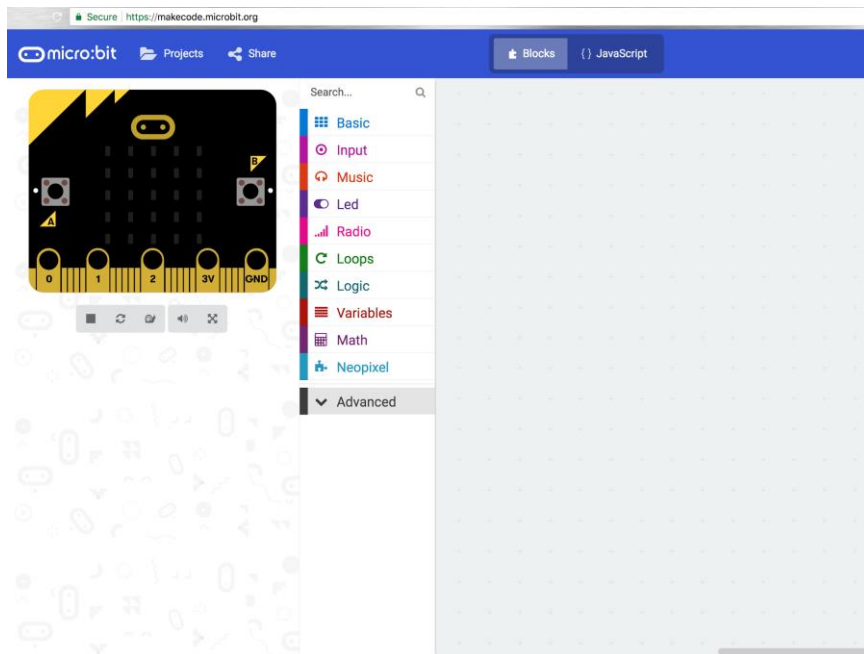 Secure https://makecode.microbit.org
micro:bit Projects Share Blocks {} JavaScript
Search...
Basic
Input
Music
Led
Radio
Loops
Logic
Variables
Math
Neopixel
Advanced
B
A
0 1 2 3V GND